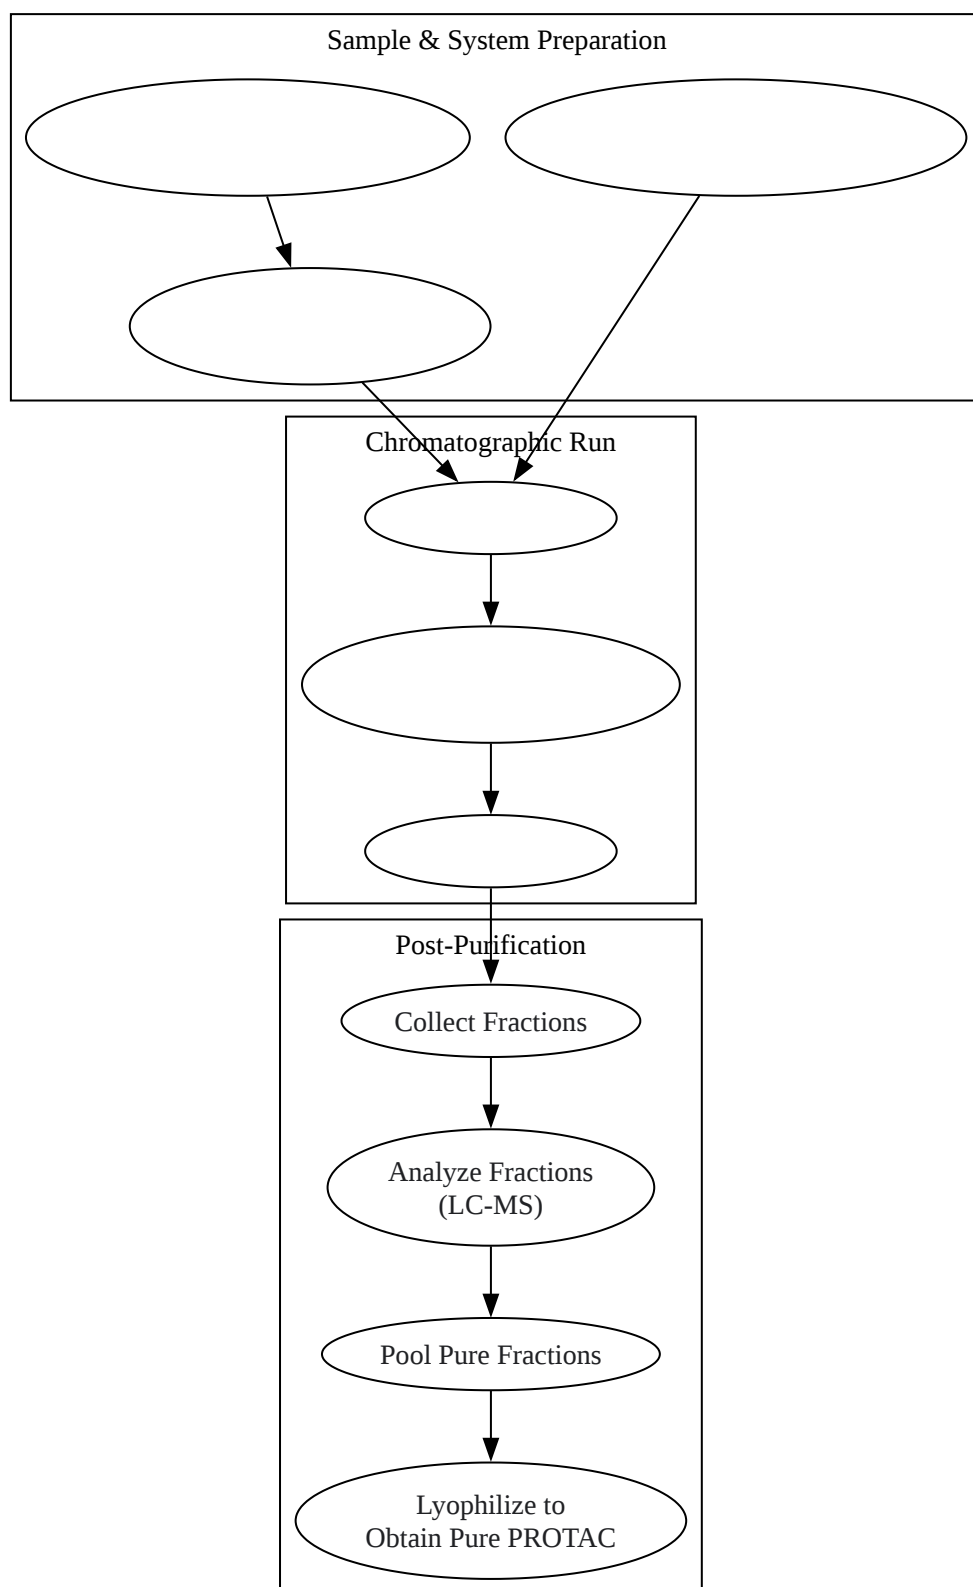 Sample & System Preparation
Chromatographic Run
Post-Purification
Collect Fractions
Analyze Fractions
(LC-MS)
Pool Pure Fractions
Lyophilize to
Obtain Pure PROTAC